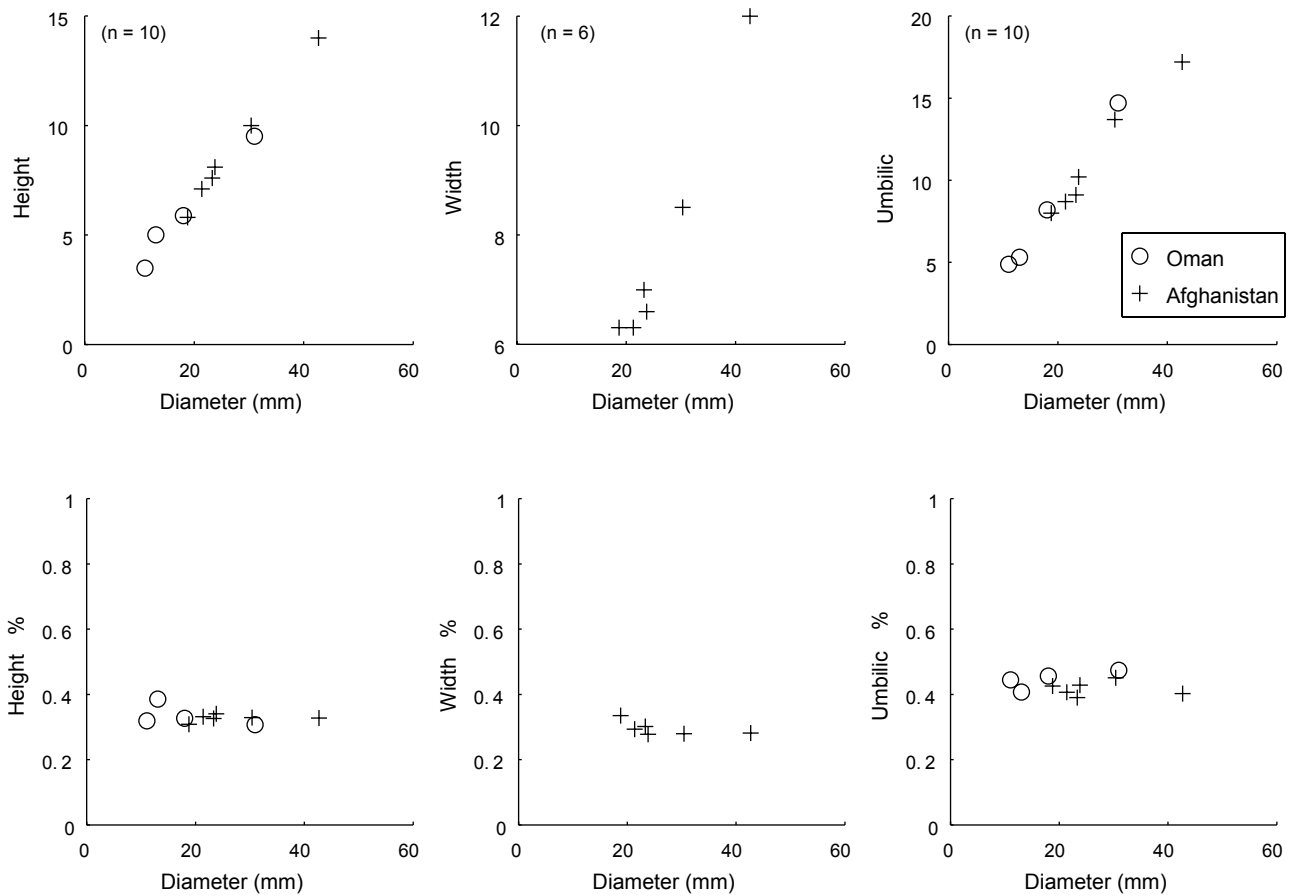 15
(n = 10)
10
5
0
Height
0 20 40 60
Diameter (mm)
12
(n = 6)
10
8
6
Width
0 20 40 60
Diameter (mm)
20
(n = 10)
15
10
5
0
Umbilic
Oman
Afghanistan
0 20 40 60
Diameter (mm)
1
0. 8
0. 6
0. 4
0. 2
0
Height %
0 20 40 60
Diameter (mm)
1
0. 8
0. 6
0. 4
0. 2
0
Width %
0 20 40 60
Diameter (mm)
1
0. 8
0. 6
0. 4
0. 2
0
Umbilic %
0 20 40 60
Diameter (mm)